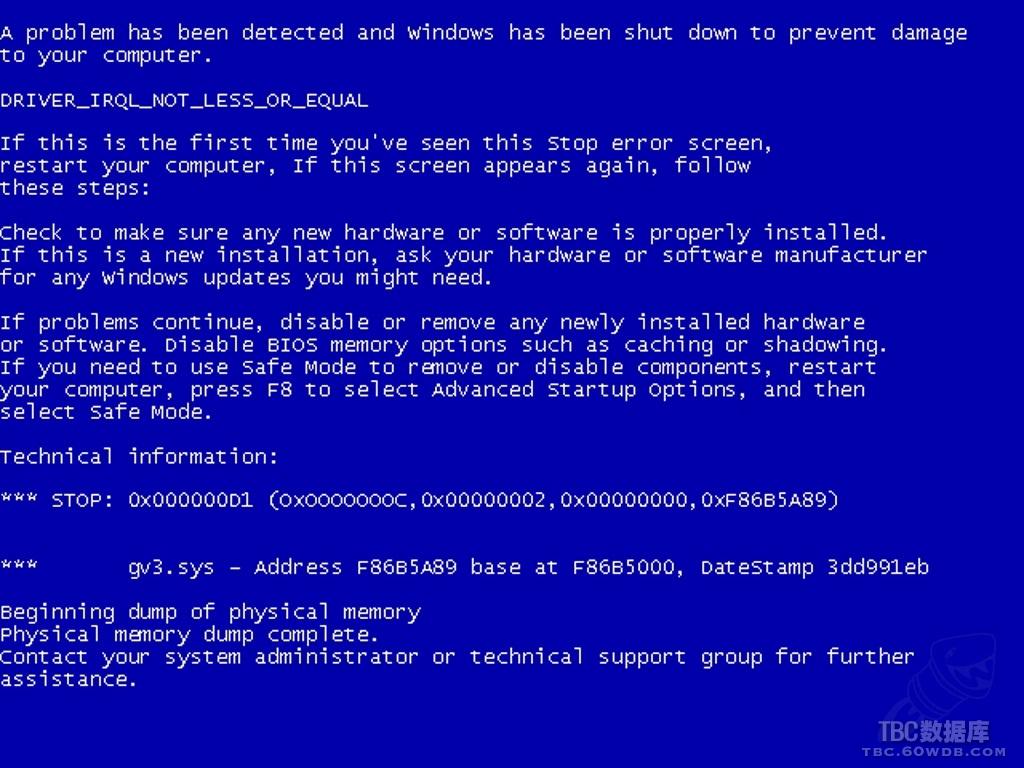 A problem has been detected and Windows has been shut down to prevent damage
to your computer.
DRIVER_IRQL_NOT_LESS_OR_EQUAL
If this is the first time you've seen this Stop error screen,
restart your computer, If this screen appears again, follow
these steps:
Check to make sure any new hardware or software is properly installed.
If this is a new installation, ask your hardware or software manufacturer
for any Windows updates you might need.
If problems continue, disable or remove any newly installed hardware
or software. Disable BIOS memory options such as caching or shadowing.
If you need to use Safe Mode to remove or disable components, restart
your computer, press F8 to select Advanced Startup Options, and then
select Safe Mode.
Technical information:
*** STOP: 0x000000D1 (OxOOOOOOOC,0x00000002,0x00000000,0xF86B5A89)
*** gv3.sys – Address F86B5A89 base at F86B5000, DateStamp 3dd991eb
Beginning dump of physical memory
Physical memory dump complete.
Contact your system administrator or technical support group for further
assistance.
TBC数据库
TBC.60WDB.COM